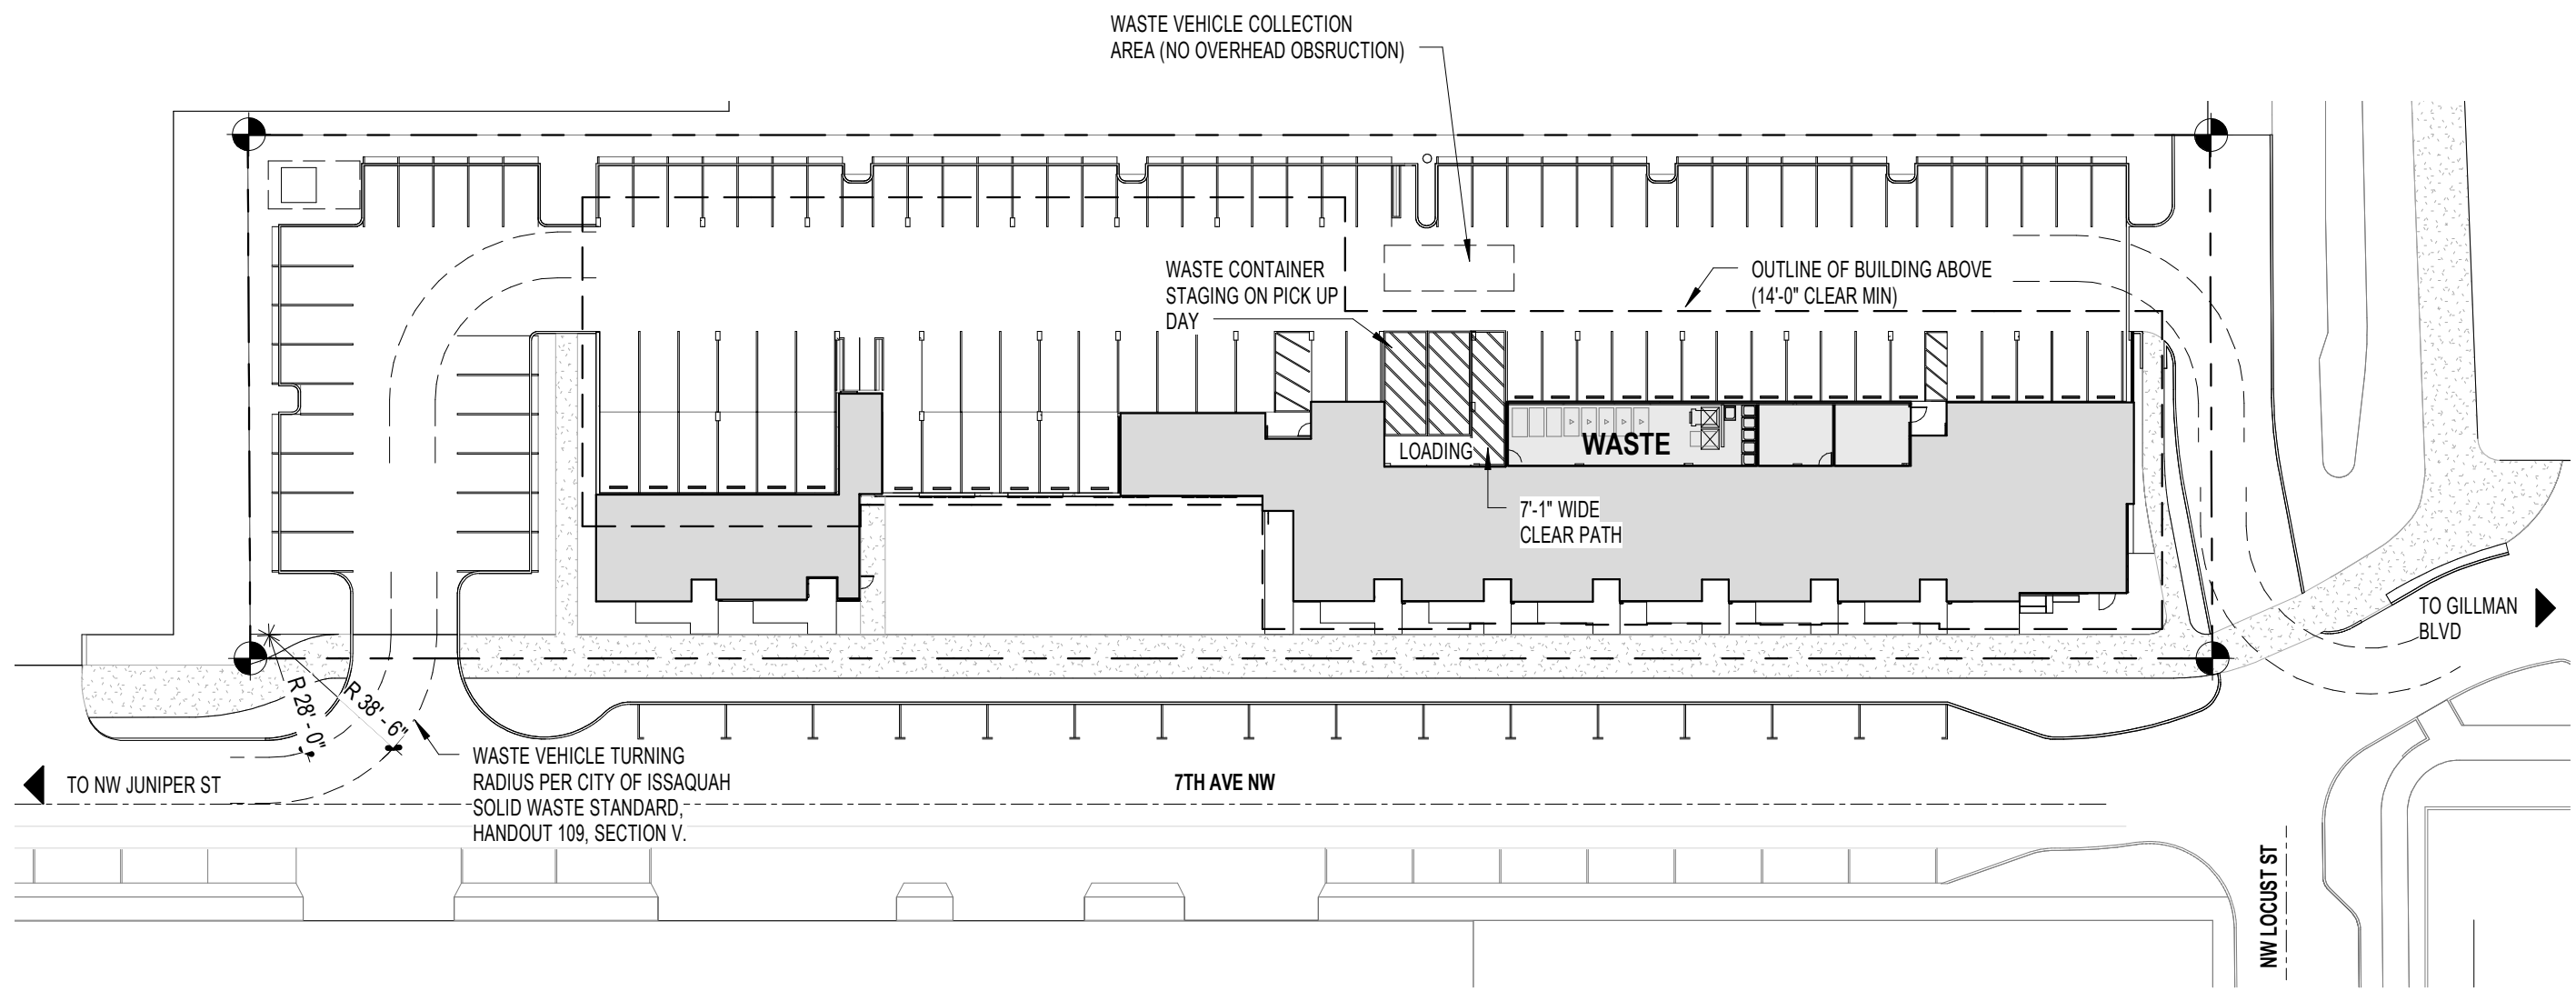 WASTE VEHICLE COLLECTION
AREA (NO OVERHEAD OBSRUCTION)
WASTE CONTAINER
STAGING ON PICK UP
DAY
OUTLINE OF BUILDING ABOVE
(14'-0" CLEAR MIN)
LOADING
WASTE
7'-1" WIDE
CLEAR PATH
TO GILLMAN
BLVD
R 28' - 0"
R 38' - 6"
WASTE VEHICLE TURNING
RADIUS PER CITY OF ISSAQUAH
SOLID WASTE STANDARD,
HANDOUT 109, SECTION V.
TO NW JUNIPER ST
7TH AVE NW
NW LOCUST ST